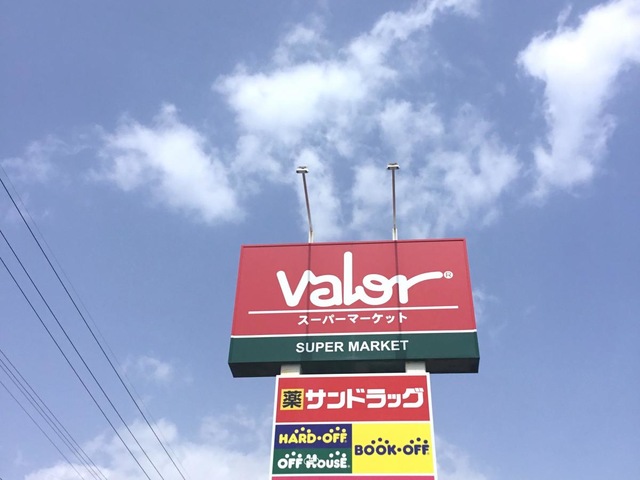 valor®
スーパーマーケット
SUPER MARKET
薬 サンドラッグ
HARD・OFF
OFF HOUSE
BOOK・OFF